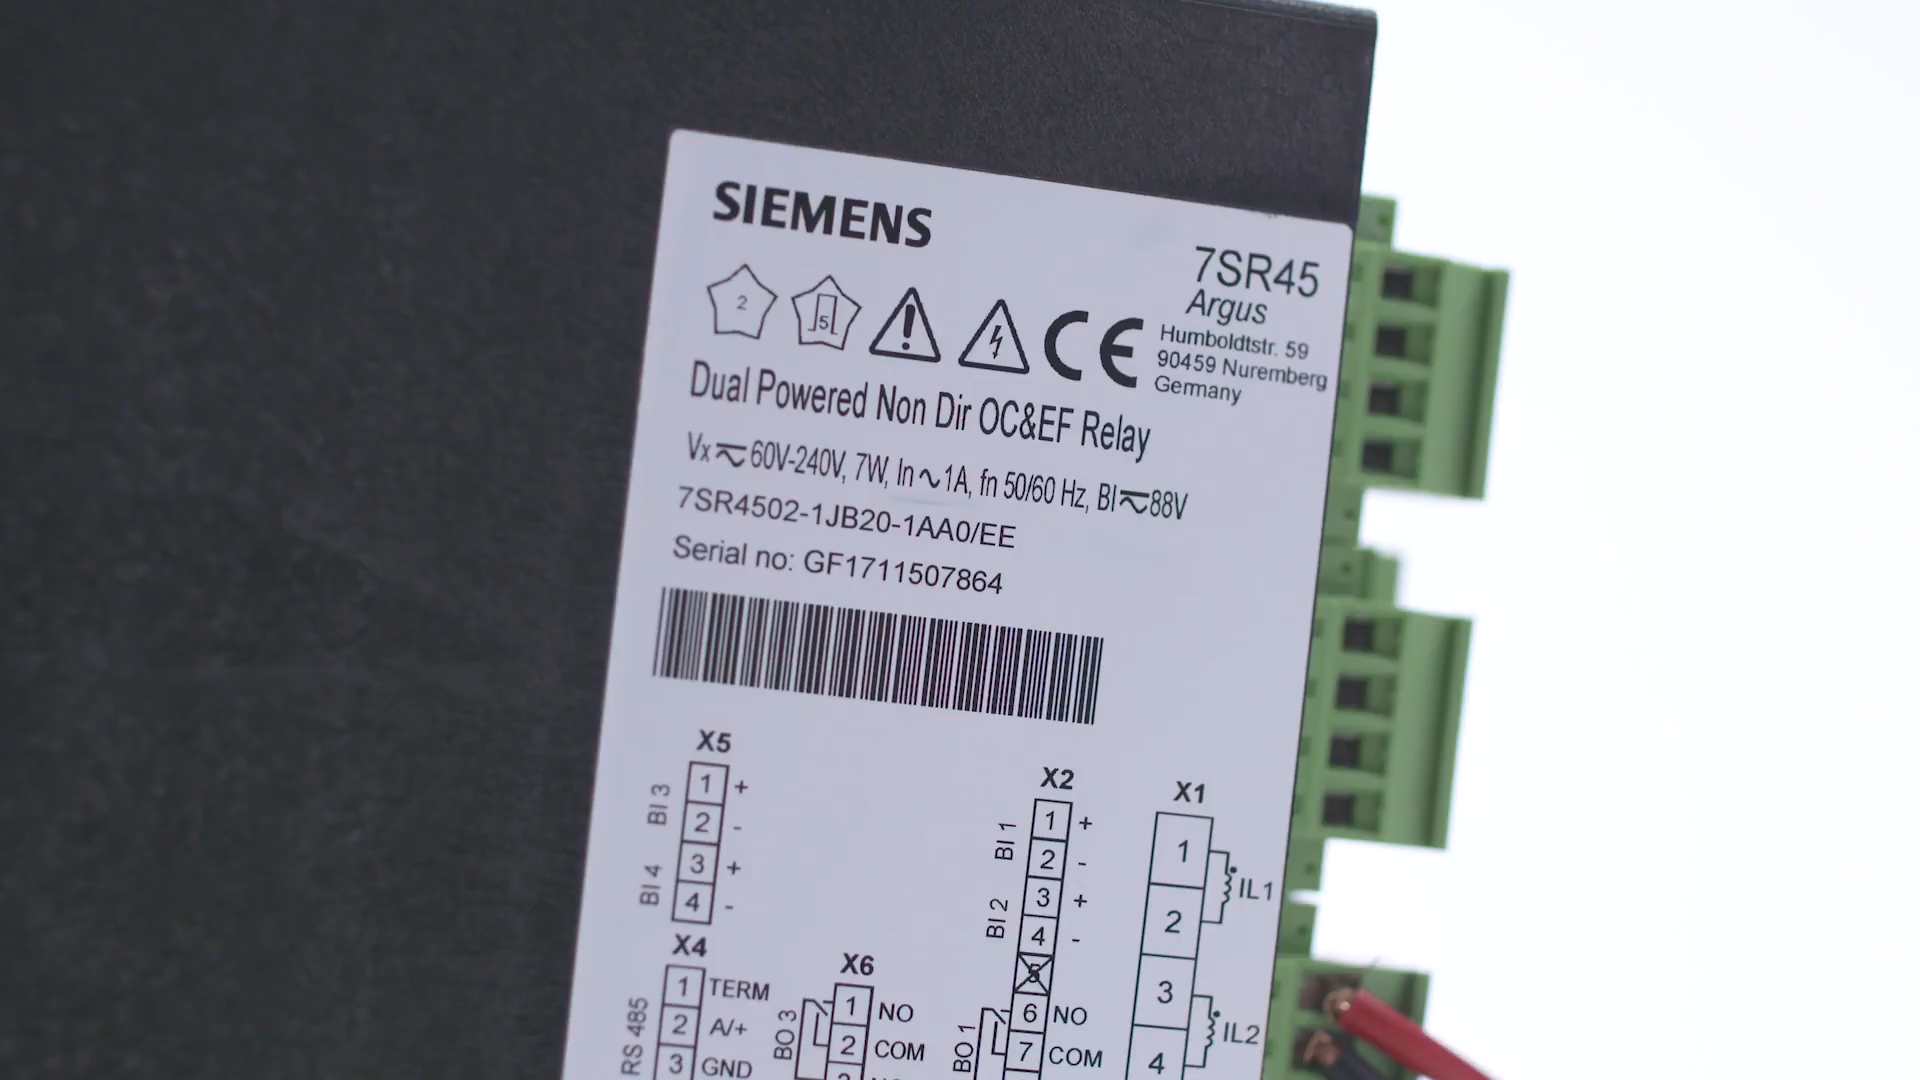 SIEMENS
7SR45
Argus
Humboldtstr. 59
90459 Nuremberg
Germany
2
5
CE
Dual Powered Non Dir OC&EF Relay
Vx⏦60V-240V, 7W, In∿1A, fn 50/60 Hz, BI⏦88V
7SR4502-1JB20-1AA0/EE
Serial no: GF1711507864
X5
BI 3
1 +
2 -
BI 4
3 +
4 -
X4
RS 485
1 TERM
2 A/+
3 GND
X6
BO 3
1 NO
2 COM
X2
BI 1
1 +
2 -
BI 2
3 +
4 -
5
BO 1
6 NO
7 COM
X1
1
2
IL1
3
4
IL2